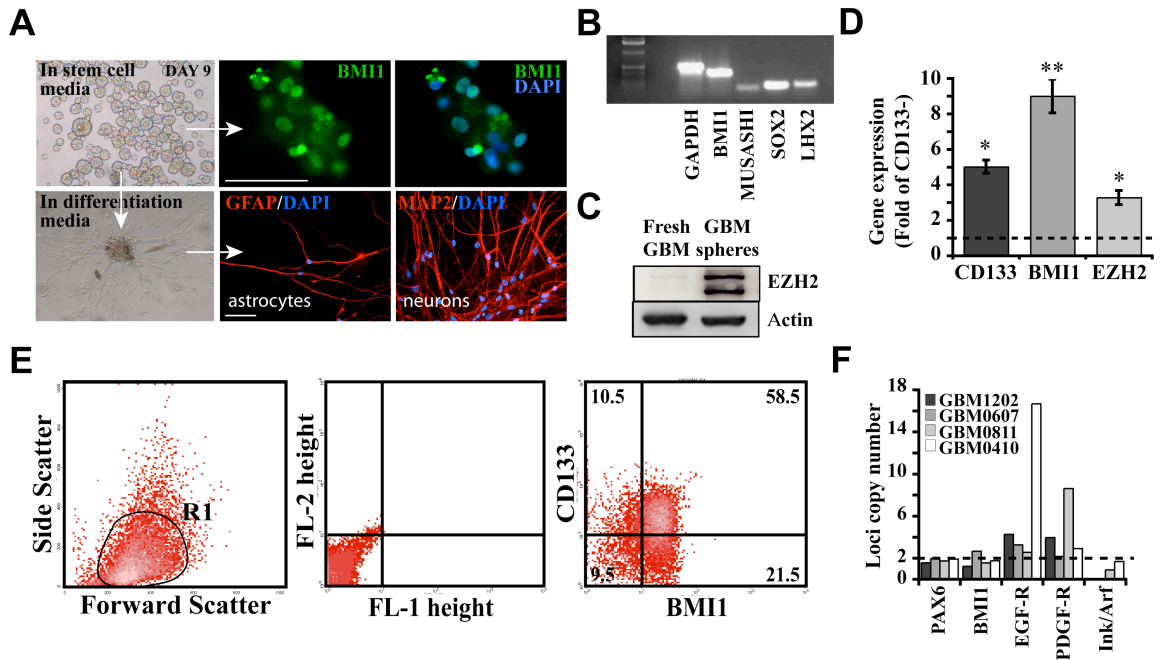 A
In stem cell
media
DAY 9
BMI1
BMI1
DAPI
In differentiation
media
GFAP/DAPI
MAP2/DAPI
astrocytes
neurons
B
GAPDH
BMI1
MUSASHI
SOX2
LHX2
C
Fresh
GBM
GBM
spheres
EZH2
Actin
D
Gene expression
(Fold of CD133-)
10
8
6
4
2
0
*
**
*
CD133
BMI1
EZH2
E
Side Scatter
R1
Forward Scatter
FL-2 height
FL-1 height
CD133
10.5
58.5
9.5
21.5
BMI1
F
Loci copy number
18
16
14
12
10
8
6
4
2
0
GBM1202
GBM0607
GBM0811
GBM0410
PAX6
BMI1
EGF-R
PDGF-R
Ink/Arf